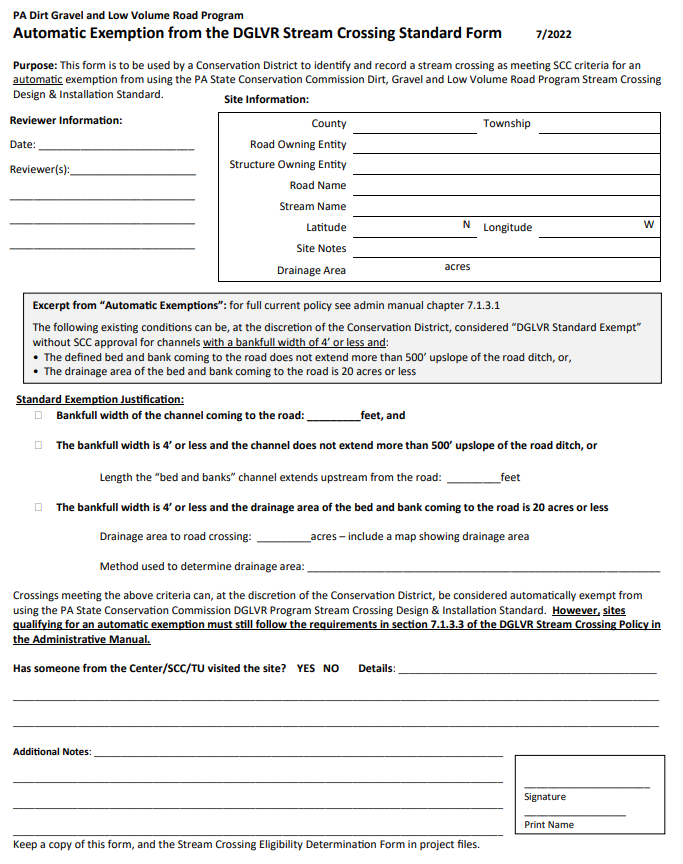 PA Dirt Gravel and Low Volume Road Program
Automatic Exemption from the DGLVR Stream Crossing Standard Form 7/2022
Purpose: This form is to be used by a Conservation District to identify and record a stream crossing as meeting SCC criteria for an
automatic exemption from using the PA State Conservation Commission Dirt, Gravel and Low Volume Road Program Stream Crossing
Design & Installation Standard.
Site Information:
Reviewer Information:
Date: ____________________________
Reviewer(s):_______________________
County ____________________ Township ____________________
Road Owning Entity
Structure Owning Entity
Road Name
Stream Name
Latitude N Longitude W
Site Notes
Drainage Area acres
Excerpt from “Automatic Exemptions”: for full current policy see admin manual chapter 7.1.3.1
The following existing conditions can be, at the discretion of the Conservation District, considered “DGLVR Standard Exempt”
without SCC approval for channels with a bankfull width of 4’ or less and:
• The defined bed and bank coming to the road does not extend more than 500’ upslope of the road ditch, or,
• The drainage area of the bed and bank coming to the road is 20 acres or less
Standard Exemption Justification:
☐ Bankfull width of the channel coming to the road: _________feet, and
☐ The bankfull width is 4’ or less and the channel does not extend more than 500’ upslope of the road ditch, or
Length the “bed and banks” channel extends upstream from the road: _________feet
☐ The bankfull width is 4’ or less and the drainage area of the bed and bank coming to the road is 20 acres or less
Drainage area to road crossing: _________acres – include a map showing drainage area
Method used to determine drainage area: ____________________
Crossings meeting the above criteria can, at the discretion of the Conservation District, be considered automatically exempt from
using the PA State Conservation Commission DGLVR Program Stream Crossing Design & Installation Standard. However, sites
qualifying for an automatic exemption must still follow the requirements in section 7.1.3.3 of the DGLVR Stream Crossing Policy in
the Administrative Manual.
Has someone from the Center/SCC/TU visited the site? YES NO Details: ____________________
Additional Notes: ____________________
Signature
Print Name
Keep a copy of this form, and the Stream Crossing Eligibility Determination Form in project files.